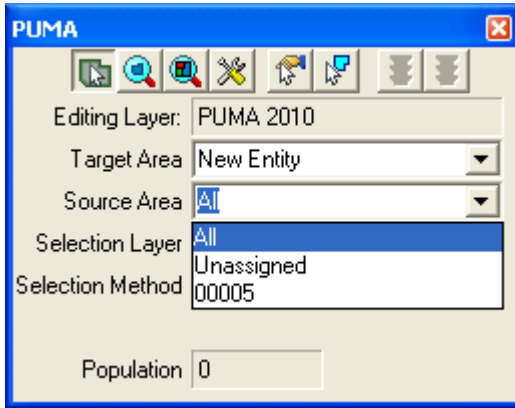 PUMA
Editing Layer: PUMA 2010
Target Area New Entity
Source Area All
Selection Layer All
Unassigned
Selection Method 00005
Population 0